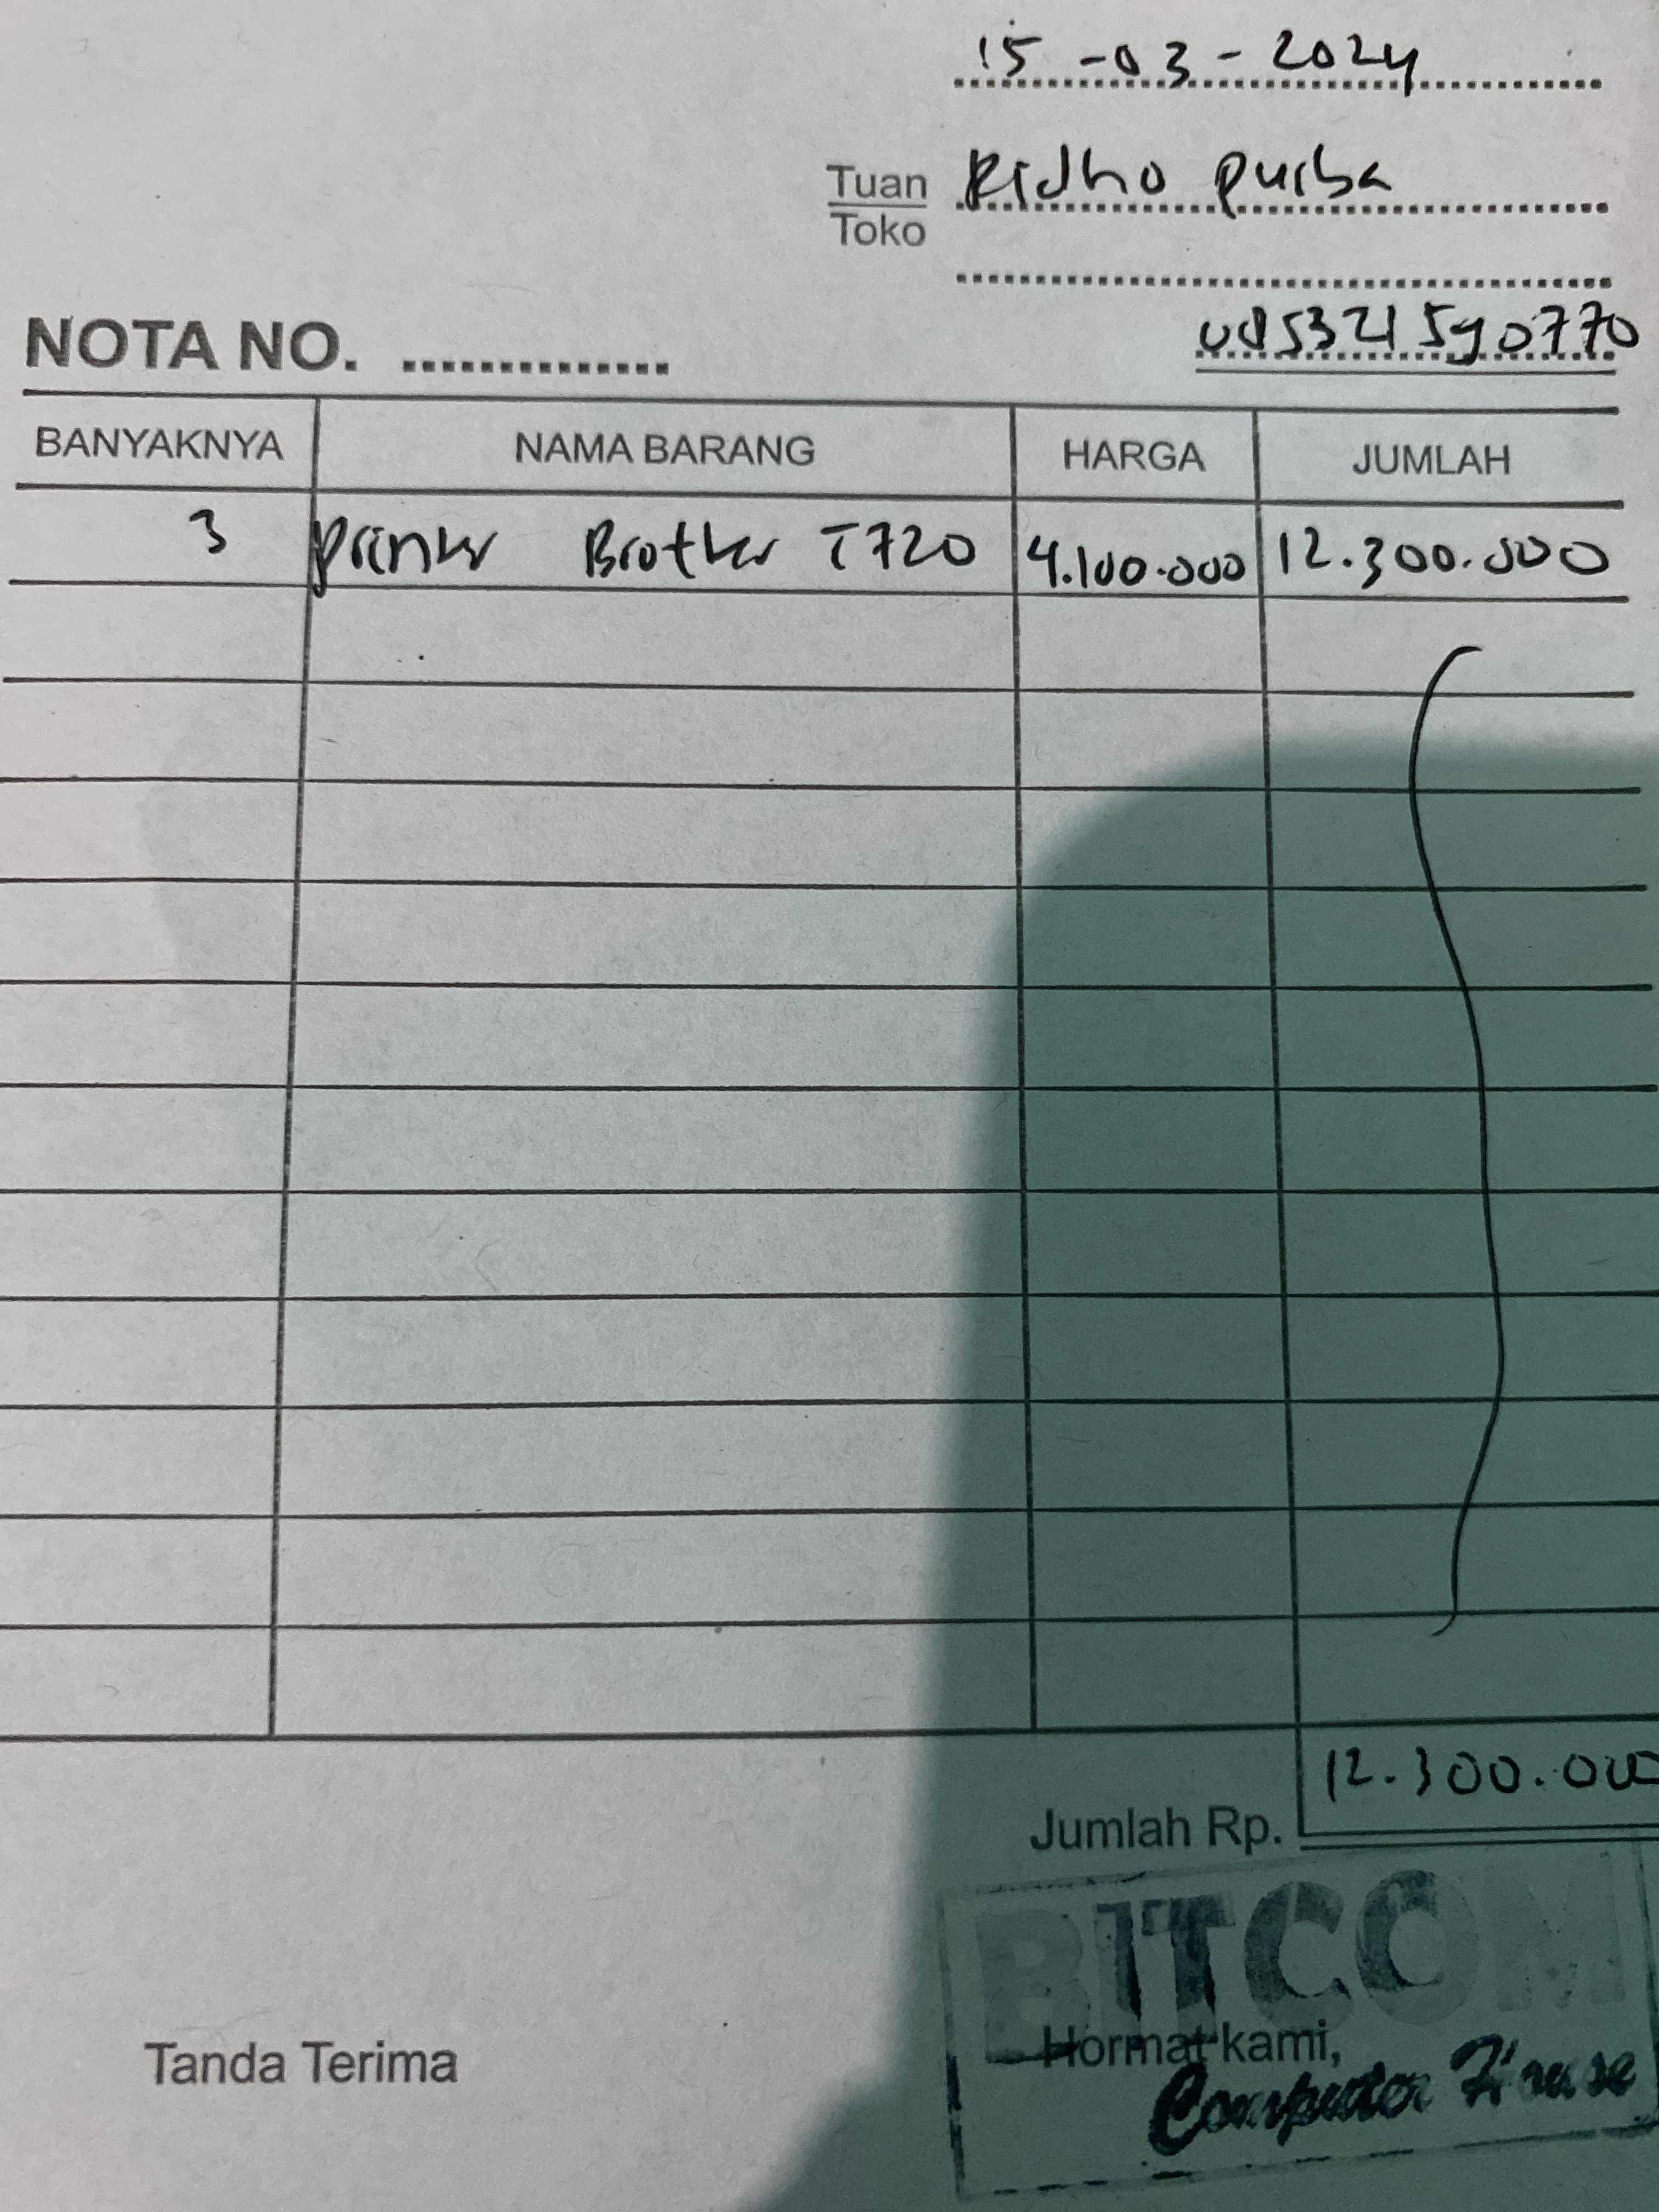 15-03-2024
Tuan Ridho Purba
Toko
NOTA NO. ..............
085321590770
BANYAKNYA NAMA BARANG HARGA JUMLAH
3 Printer Brother T720 4.100.000 12.300.000
Jumlah Rp. 12.300.000
BITCOM
Tanda Terima Hormat kami,
Computer House